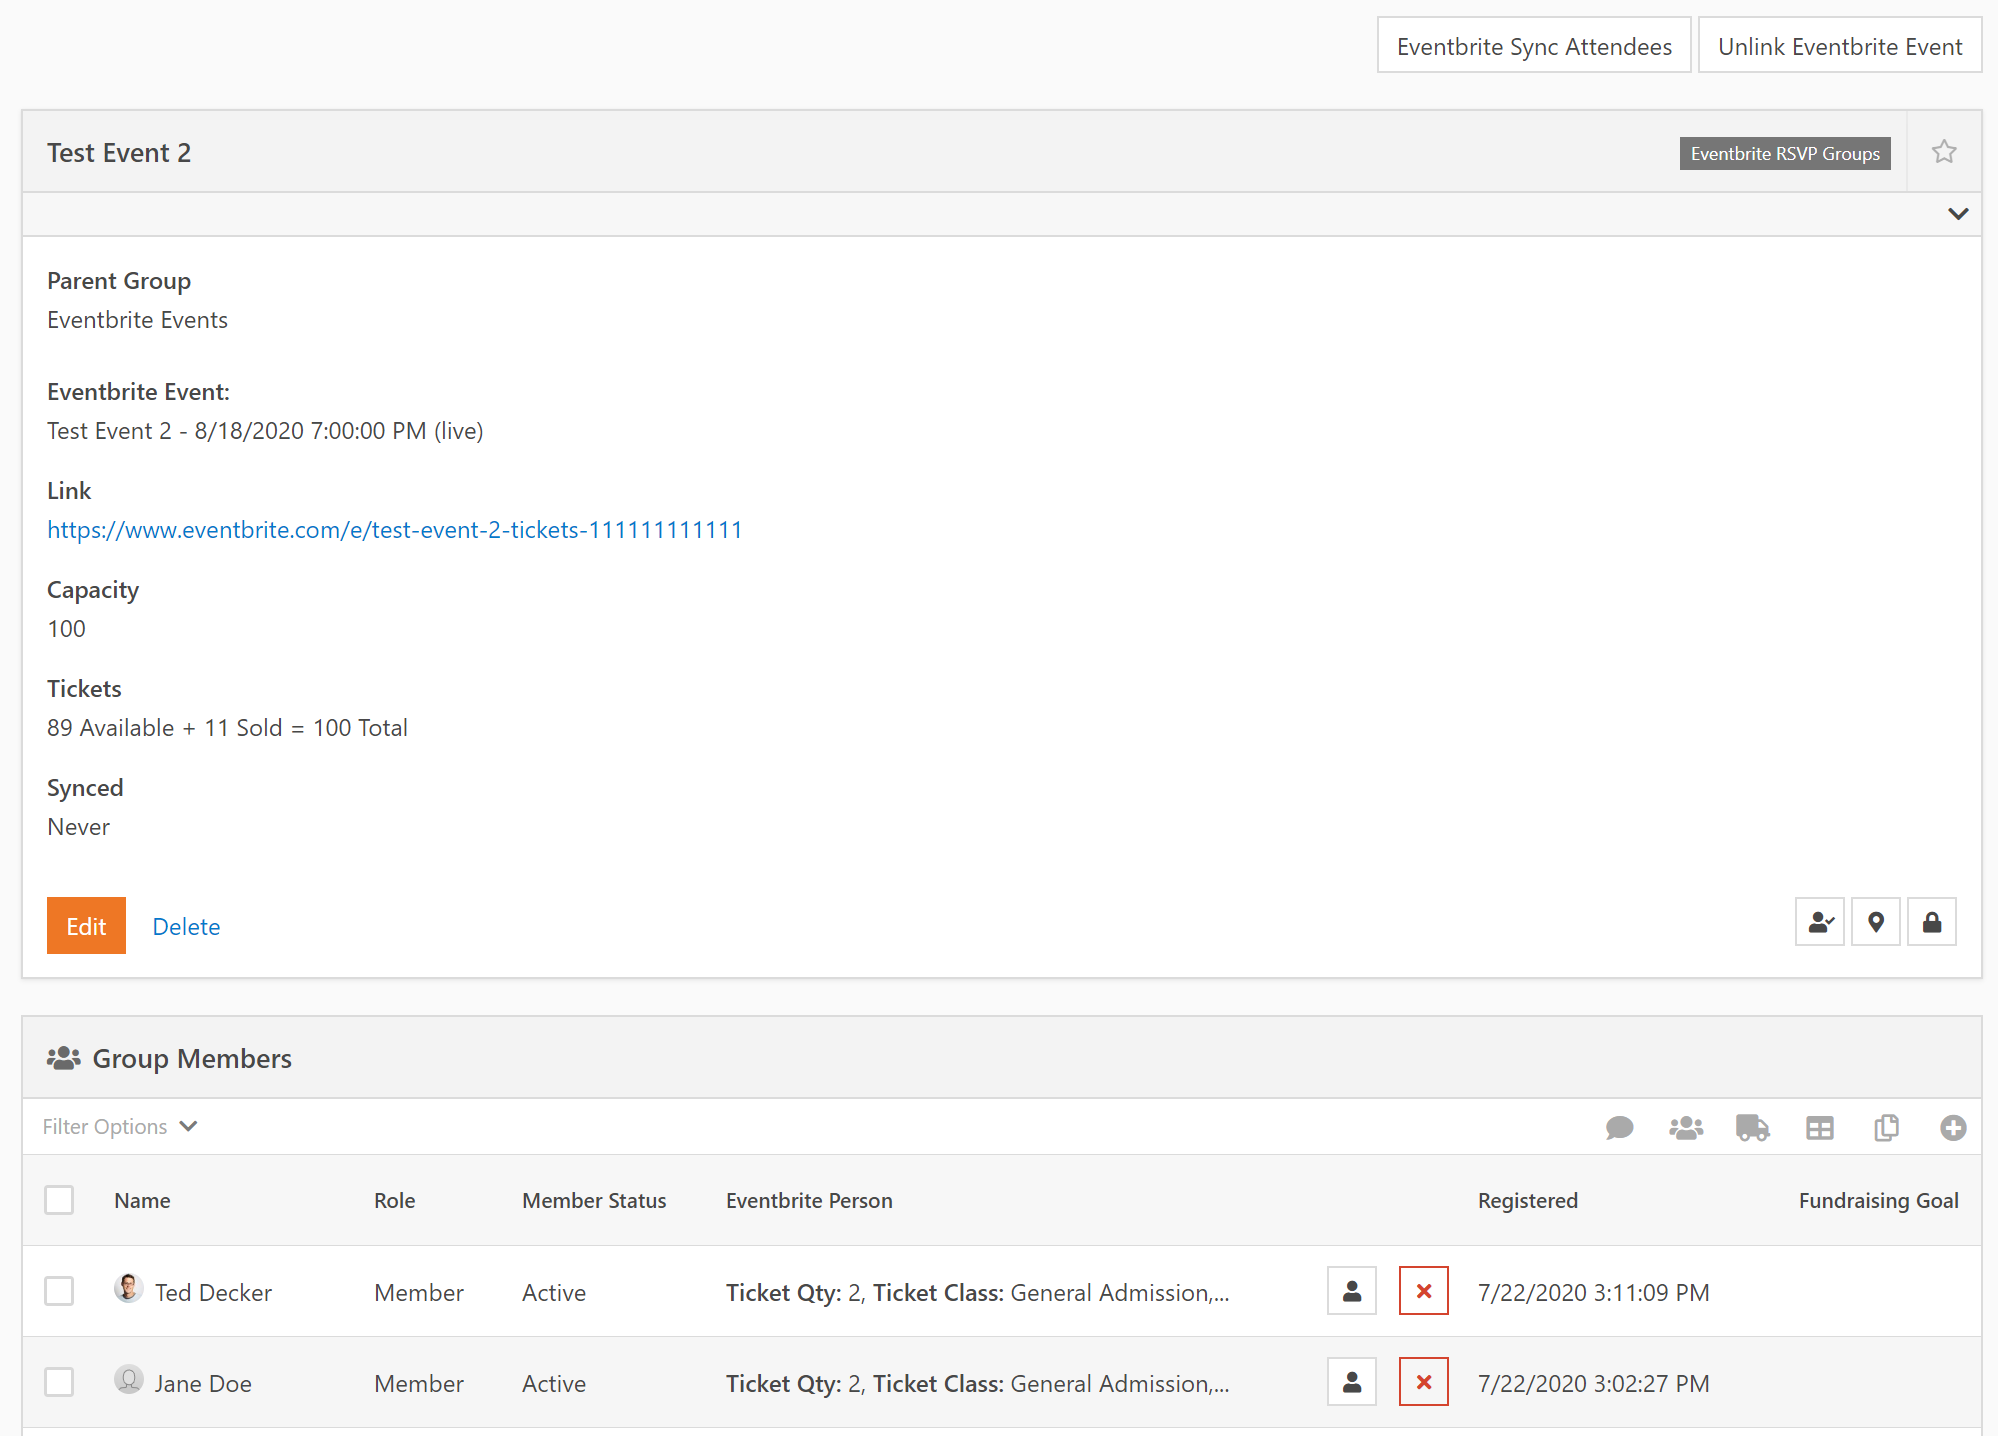 Eventbrite Sync Attendees Unlink Eventbrite Event
Test Event 2 Eventbrite RSVP Groups
Parent Group
Eventbrite Events
Eventbrite Event:
Test Event 2 - 8/18/2020 7:00:00 PM (live)
Link
https://www.eventbrite.com/e/test-event-2-tickets-111111111111
Capacity
100
Tickets
89 Available + 11 Sold = 100 Total
Synced
Never
Edit Delete
Group Members
Filter Options
Name Role Member Status Eventbrite Person Registered Fundraising Goal
Ted Decker Member Active Ticket Qty: 2, Ticket Class: General Admission,... 7/22/2020 3:11:09 PM
Jane Doe Member Active Ticket Qty: 2, Ticket Class: General Admission,... 7/22/2020 3:02:27 PM